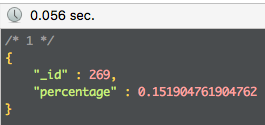 0.056 sec.
/* 1 */
{
"_id" : 269,
"percentage" : 0.151904761904762
}